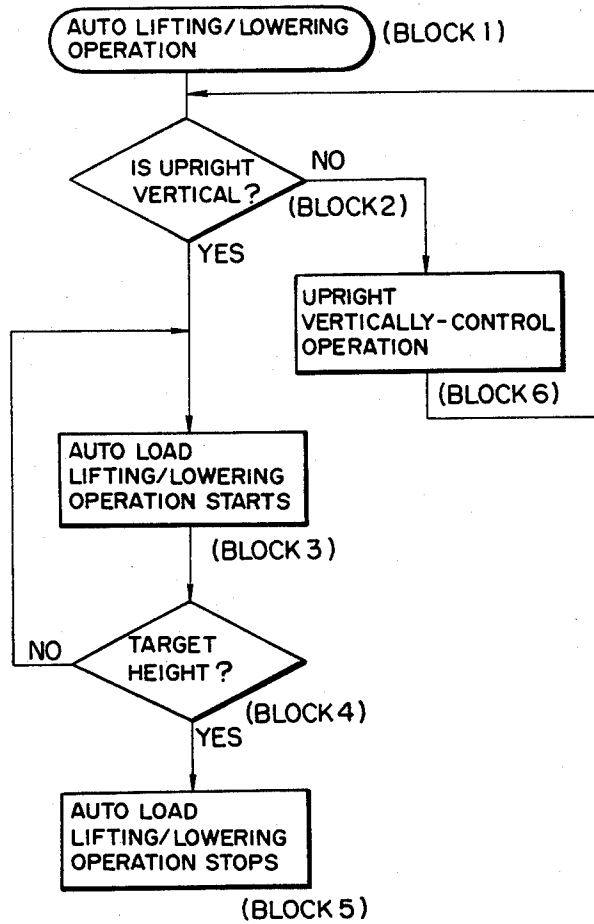 AUTO LIFTING/LOWERING
OPERATION
(BLOCK 1)
IS UPRIGHT
VERTICAL?
NO
(BLOCK 2)
YES
UPRIGHT
VERTICALLY-CONTROL
OPERATION
(BLOCK 6)
AUTO LOAD
LIFTING/LOWERING
OPERATION STARTS
(BLOCK 3)
TARGET
HEIGHT?
NO
(BLOCK 4)
YES
AUTO LOAD
LIFTING/LOWERING
OPERATION STOPS
(BLOCK 5)